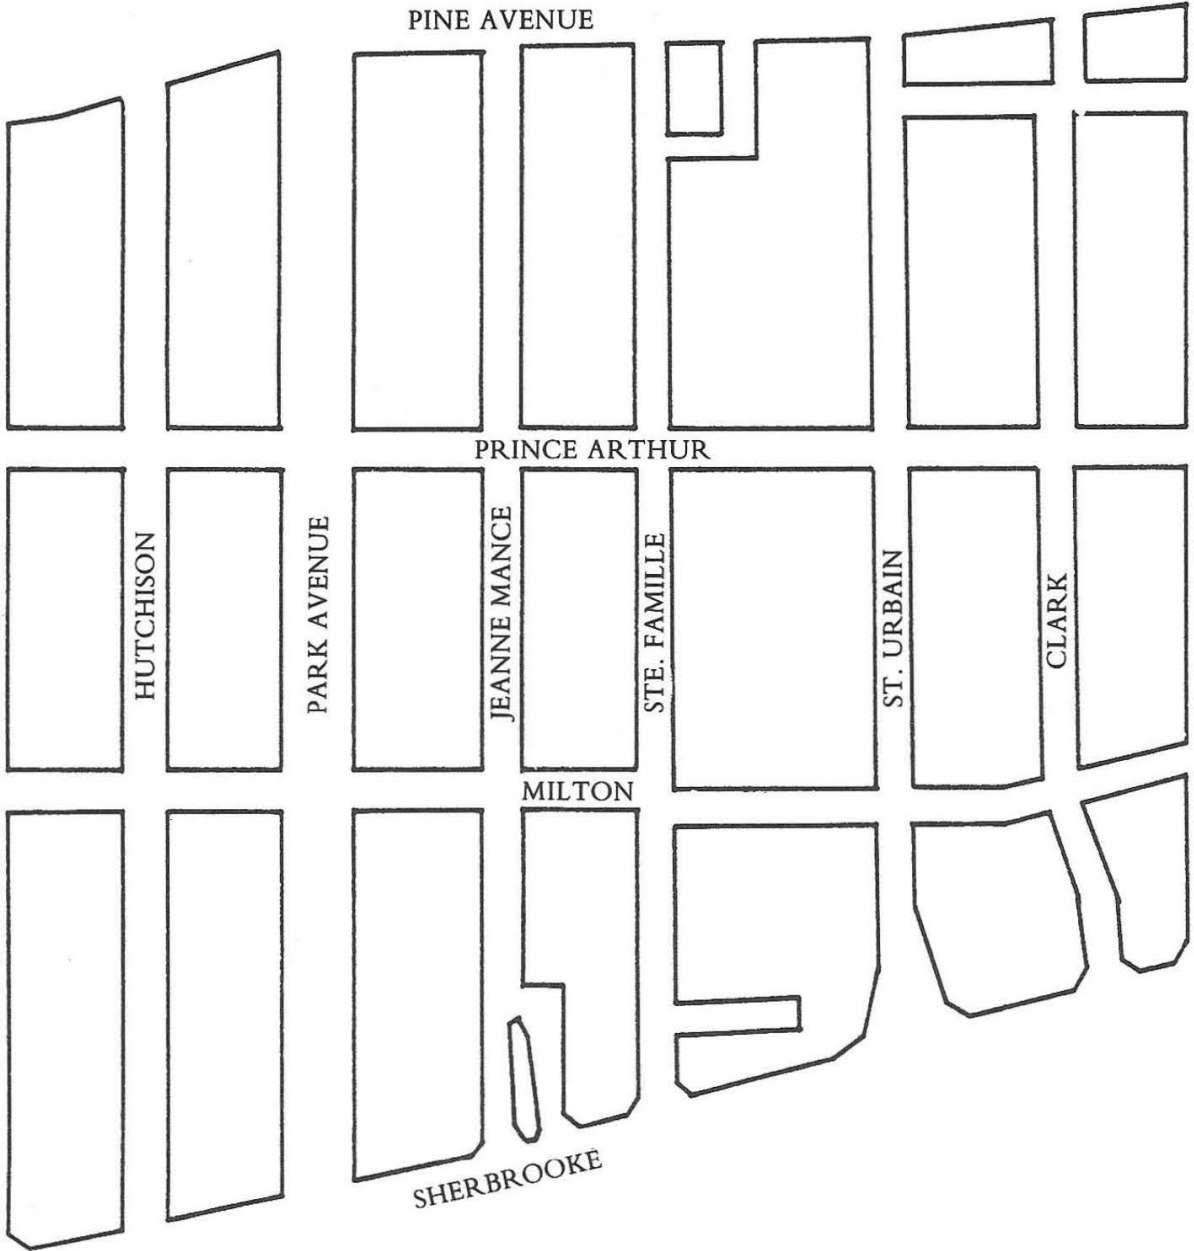 PINE AVENUE
PRINCE ARTHUR
HUTCHISON
PARK AVENUE
JEANNE MANCE
STE. FAMILLE
ST. URBAIN
CLARK
MILTON
SHERBROOKE